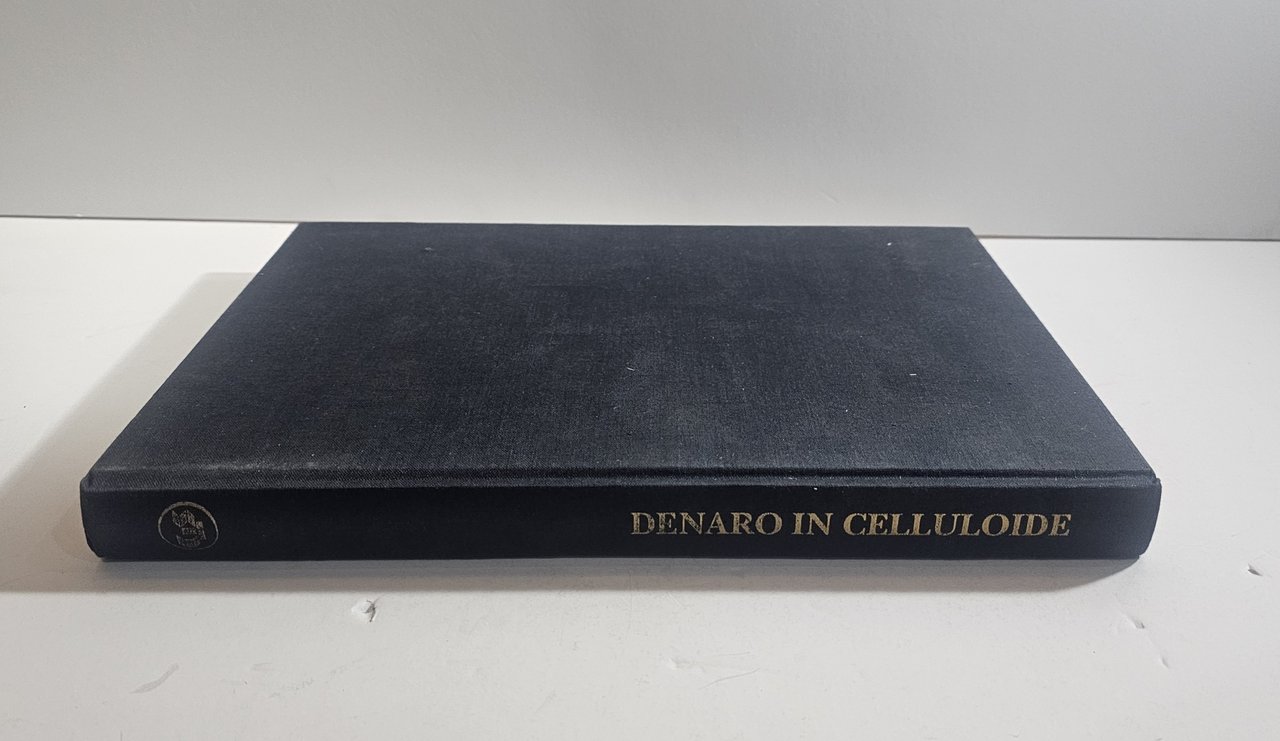 DENARO IN CELLULOIDE